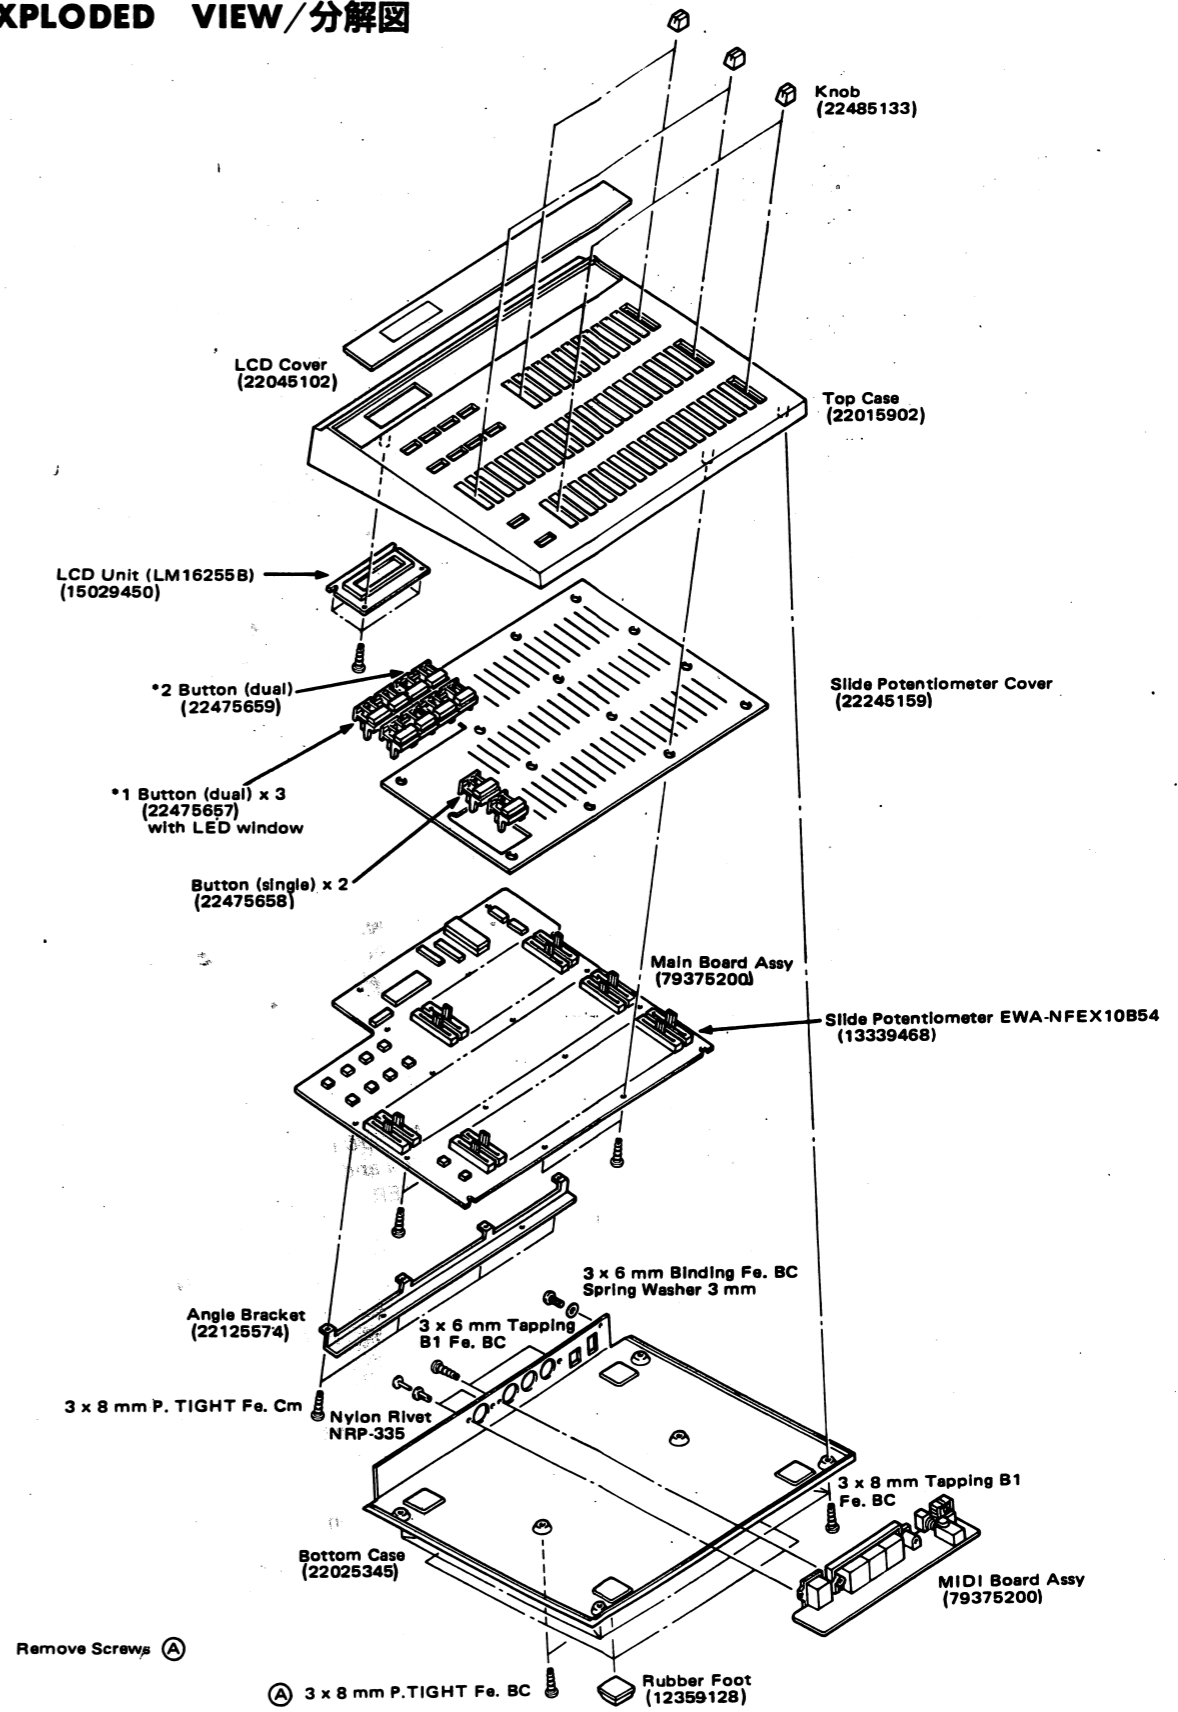 XPLODED VIEW/分解図
Knob
(22485133)
LCD Cover
(22045102)
Top Case
(22015902)
LCD Unit (LM16255B)
(15029450)
*2 Button (dual)
(22475659)
Slide Potentiometer Cover
(22245159)
*1 Button (dual) x 3
(22475657)
with LED window
Button (single) x 2
(22475658)
Main Board Assy
(79375200)
Slide Potentiometer EWA-NFEX10B54
(13339468)
3 x 6 mm Binding Fe. BC
Spring Washer 3 mm
Angle Bracket
(22125574)
3 x 6 mm Tapping
B1 Fe. BC
3 x 8 mm P. TIGHT Fe. Cm
Nylon Rivet
NRP-335
3 x 8 mm Tapping B1
Fe. BC
Bottom Case
(22025345)
MIDI Board Assy
(79375200)
Remove Screws Ⓐ
Ⓐ 3 x 8 mm P.TIGHT Fe. BC
Rubber Foot
(12359128)